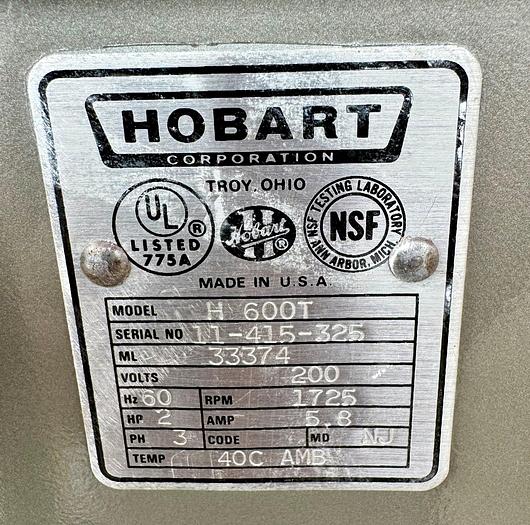 HOBART
CORPORATION
TROY, OHIO
UL ®
LISTED
775A
Hobart ®
NSF TESTING LABORATORY
NSF
ANN ARBOR, MICH.
MADE IN U.S.A.
MODEL H 600T
SERIAL NO 11-415-325
ML 33374
VOLTS 200
Hz 60 RPM 1725
HP 2 AMP 5.8
PH 3 CODE MD NJ
TEMP 40C AMB